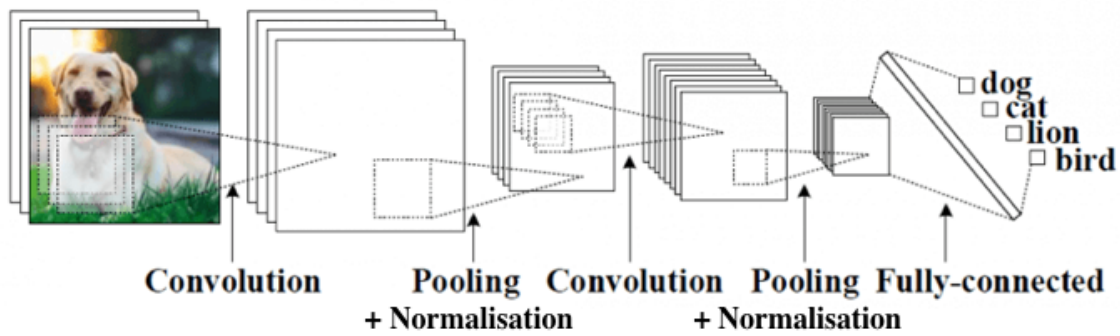 dog
cat
lion
bird
Convolution Pooling Convolution Pooling Fully-connected
+ Normalisation + Normalisation